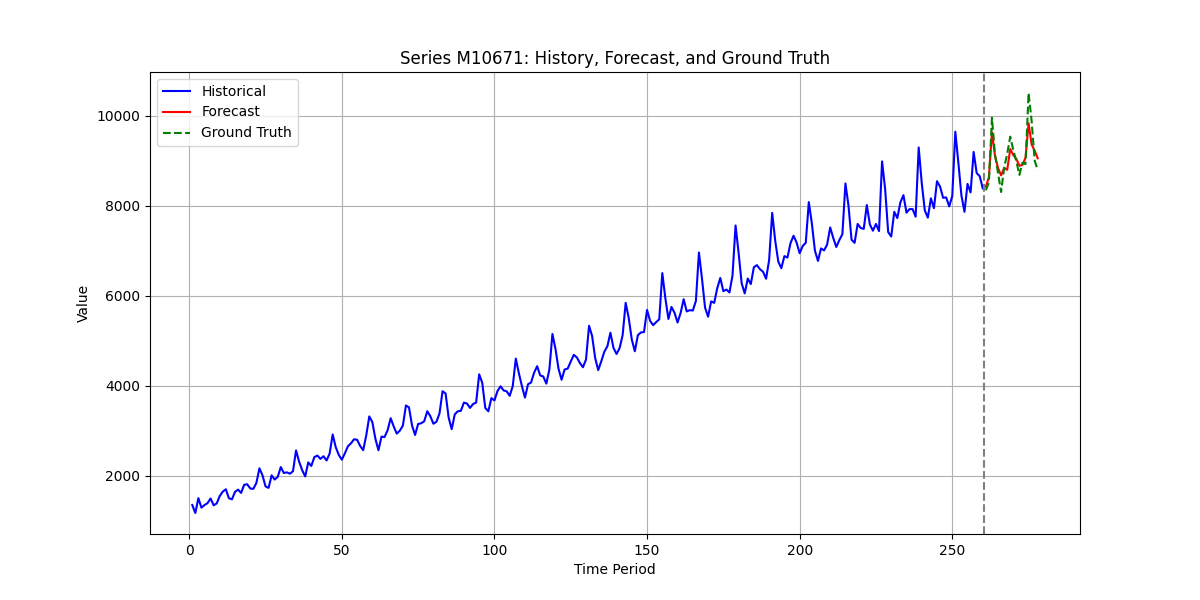 Series M10671: History, Forecast, and Ground Truth
Historical
Forecast
Ground Truth
10000
8000
6000
4000
2000
Value
0 50 100 150 200 250
Time Period